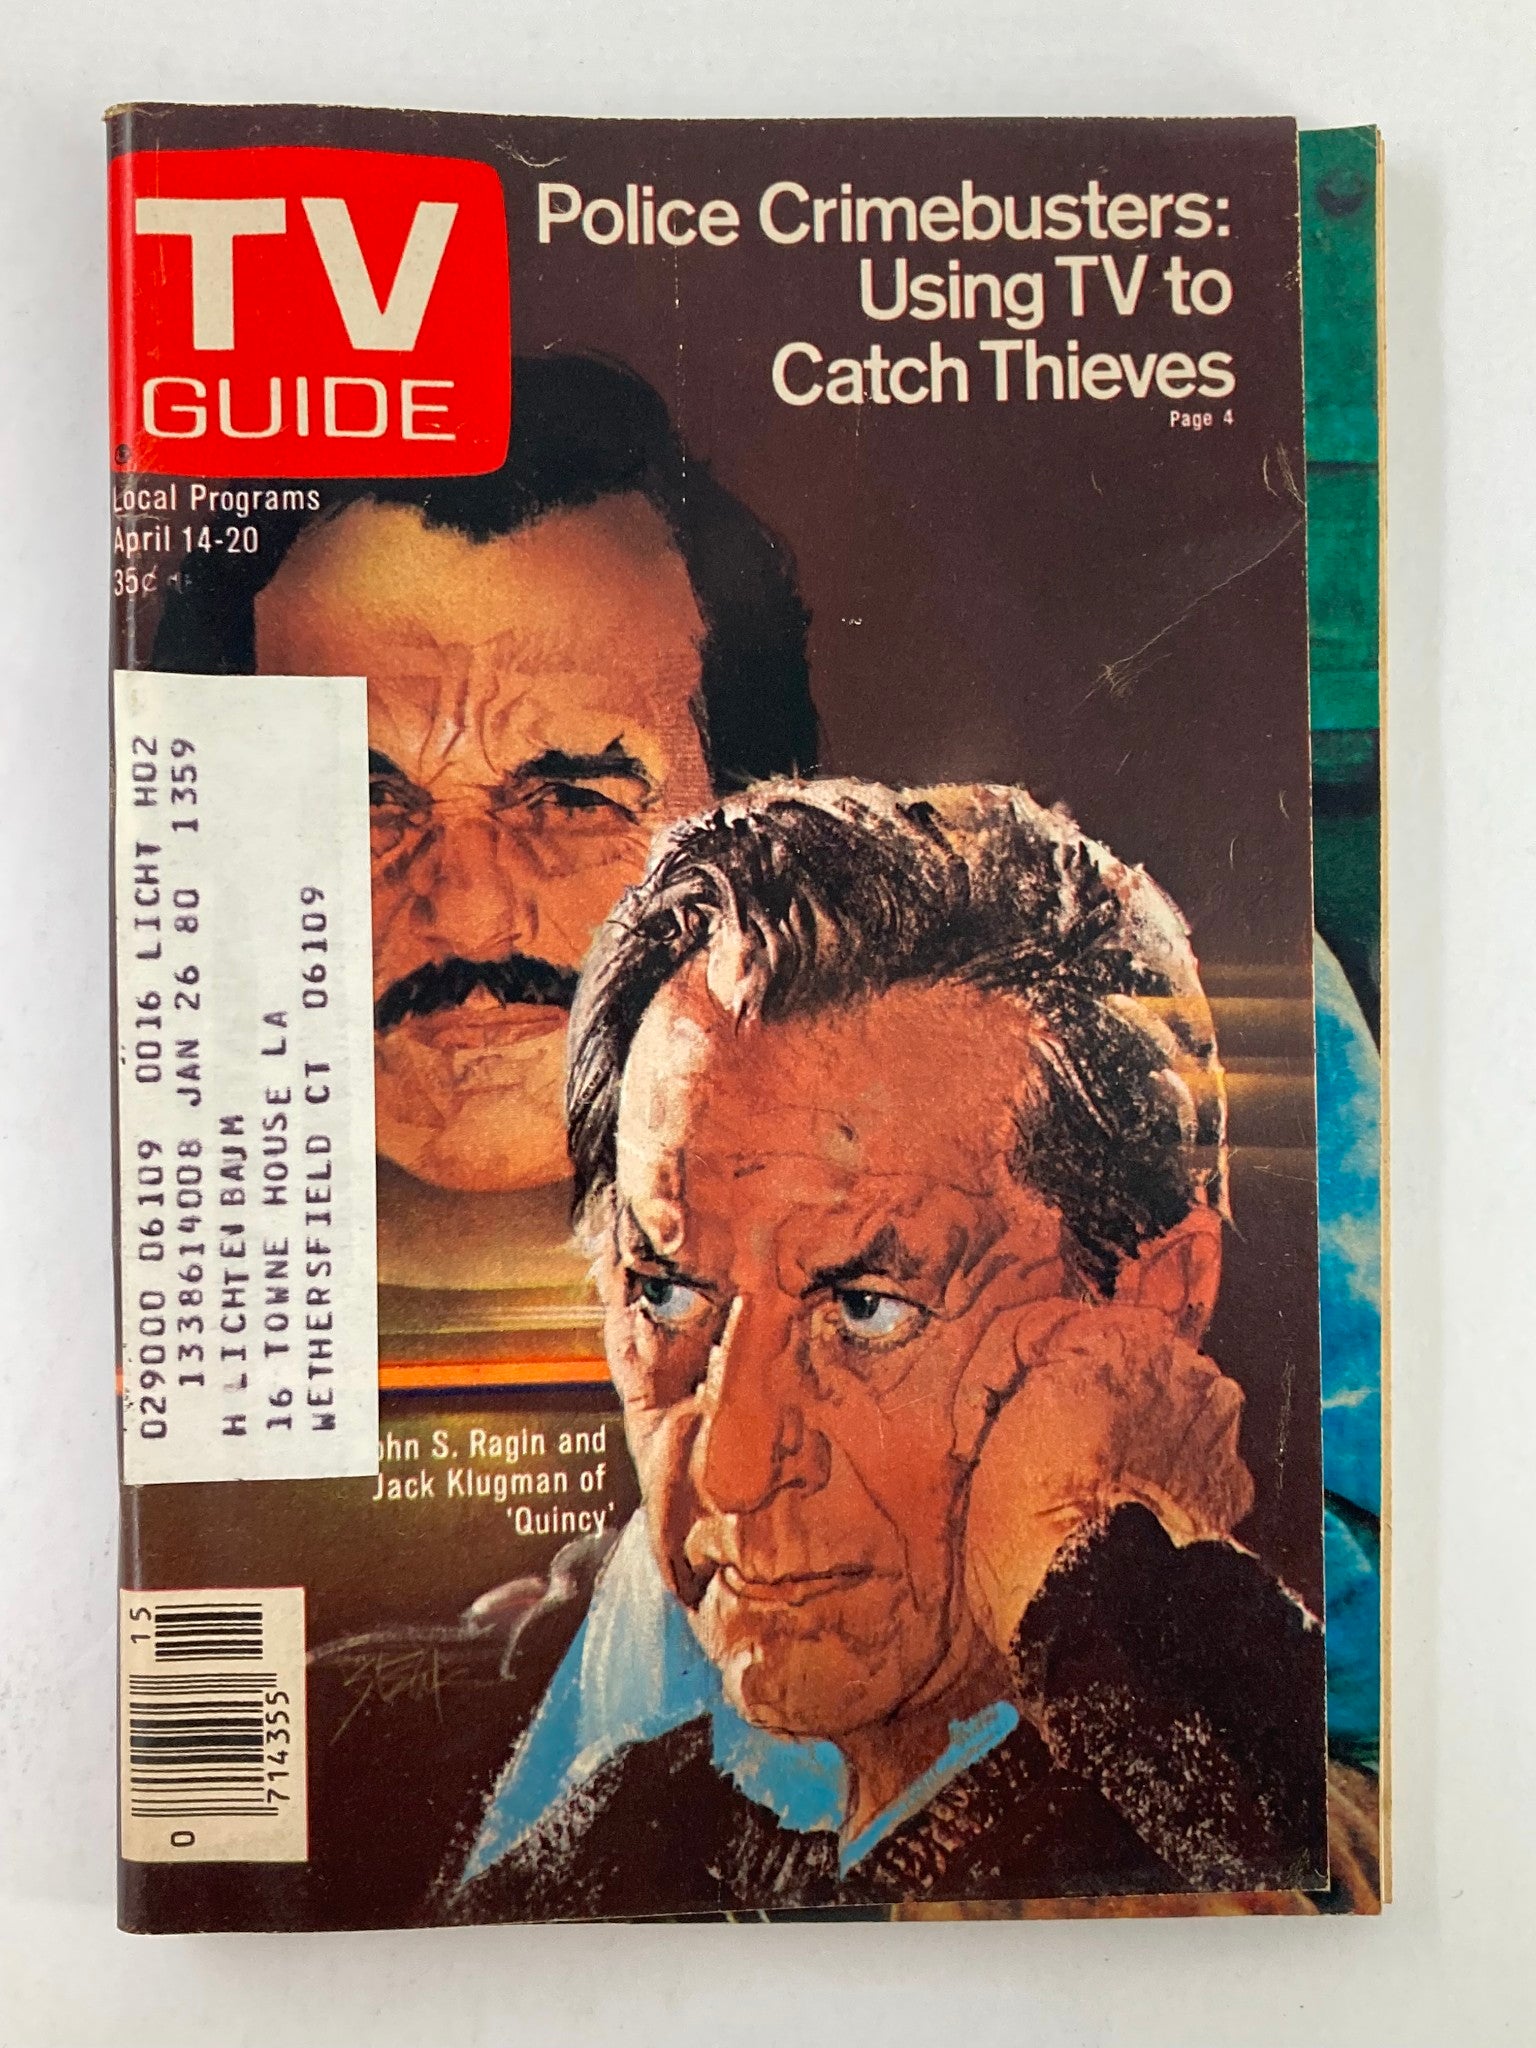 TV
GUIDE
Police Crimebusters:
Using TV to
Catch Thieves
Page 4
Local Programs
April 14-20
35¢
029000 06109 0016 LICHT H02
1338614008 JAN 26 80 1359
H LICHTENBAUM
16 TOWNE HOUSE LA
WETHERSFIELD CT 06109
ohn S. Ragin and
Jack Klugman of
'Quincy'
15
0
714355